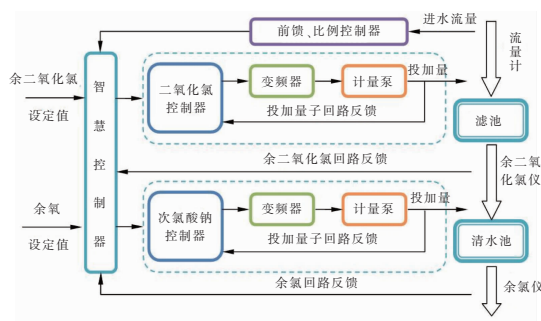 进水流量
前馈、比例控制器
流量计
余二氧化氯
设定值
智慧控制器
二氧化氯
控制器
变频器
计量泵
投加量
投加量子回路反馈
滤池
余二氧化氯回路反馈
余二氧
化氯仪
余氧
设定值
次氯酸钠
控制器
变频器
计量泵
投加量
投加量子回路反馈
清水池
余氯回路反馈
余氯仪